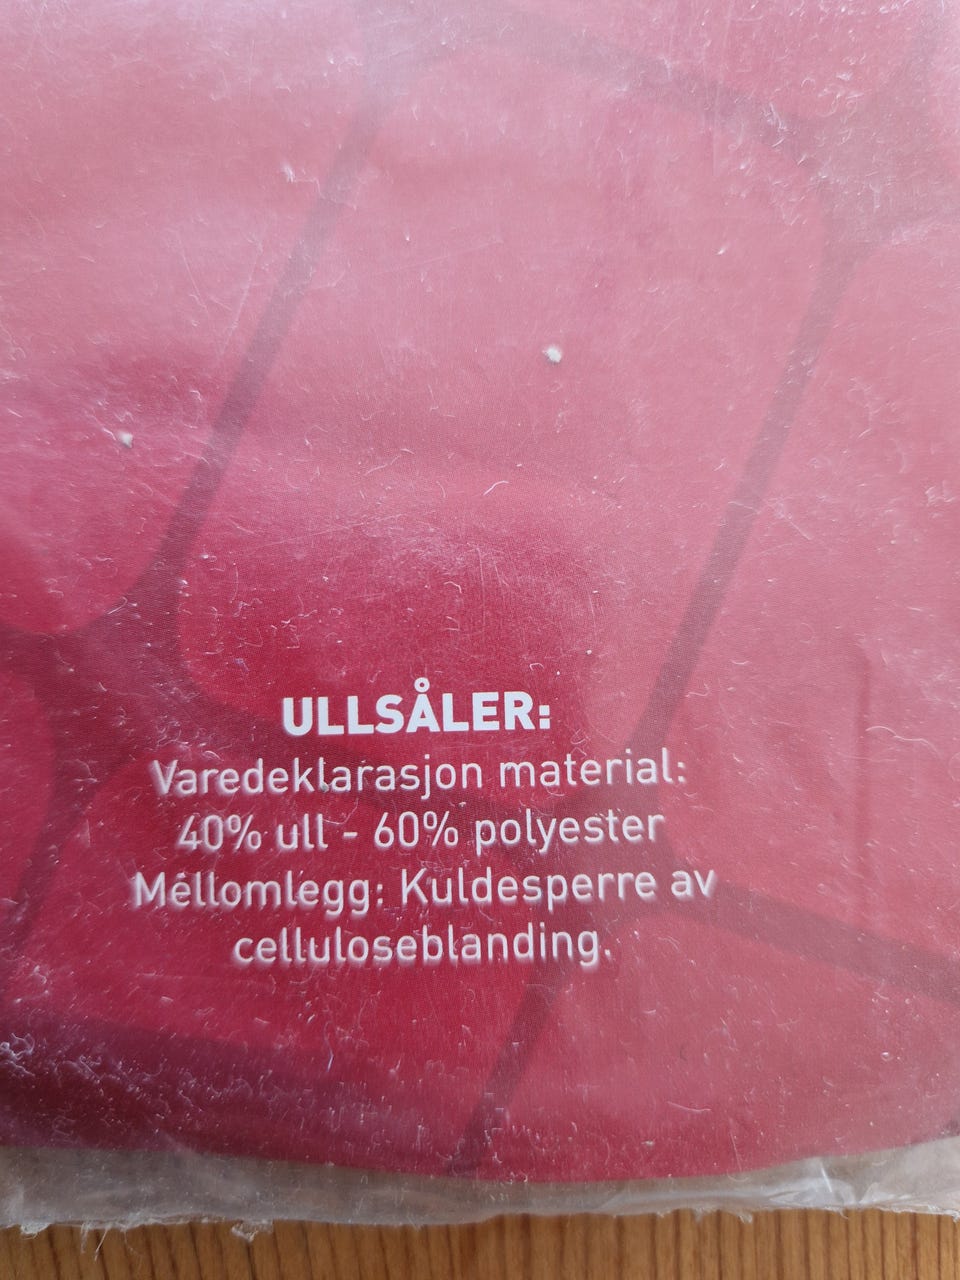 ULLSÅLER:
Varedeklarasjon material:
40% ull - 60% polyester
Mellomlegg: Kuldesperre av
celluloseblanding.